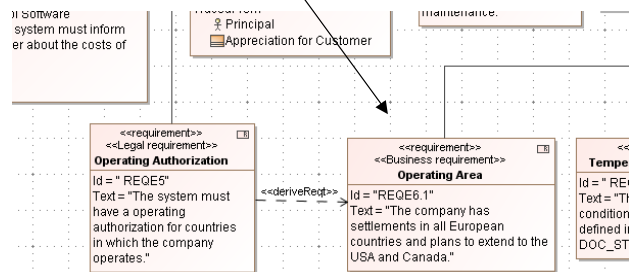 Software
system must inform
er about the costs of
Principal
Appreciation for Customer
maintenance.
<<requirement>>
<<Legal requirement>>
Operating Authorization
Id = " REQE5"
Text = "The system must
have a operating
authorization for countries
in which the company
operates."
<<deriveReqt>>
<<requirement>>
<<Business requirement>>
Operating Area
Id = "REQE6.1"
Text = "The company has
settlements in all European
countries and plans to extend to the
USA and Canada."
<<
Tempe
Id = " RE
Text = "Th
condition
defined i
DOC_ST